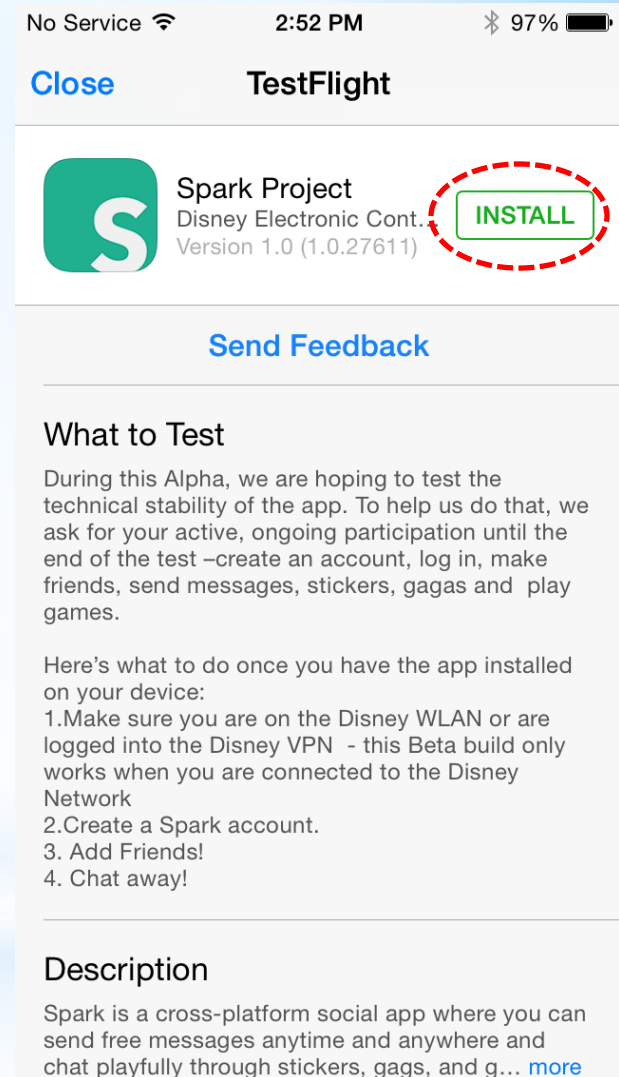 No Service 2:52 PM 97%
Close TestFlight
S
Spark Project
Disney Electronic Cont...
Version 1.0 (1.0.27611)
INSTALL
Send Feedback
What to Test
During this Alpha, we are hoping to test the
technical stability of the app. To help us do that, we
ask for your active, ongoing participation until the
end of the test –create an account, log in, make
friends, send messages, stickers, gagas and  play
games.
Here's what to do once you have the app installed
on your device:
1.Make sure you are on the Disney WLAN or are
logged into the Disney VPN  - this Beta build only
works when you are connected to the Disney
Network
2.Create a Spark account.
3. Add Friends!
4. Chat away!
Description
Spark is a cross-platform social app where you can
send free messages anytime and anywhere and
chat playfully through stickers, gags, and g... more